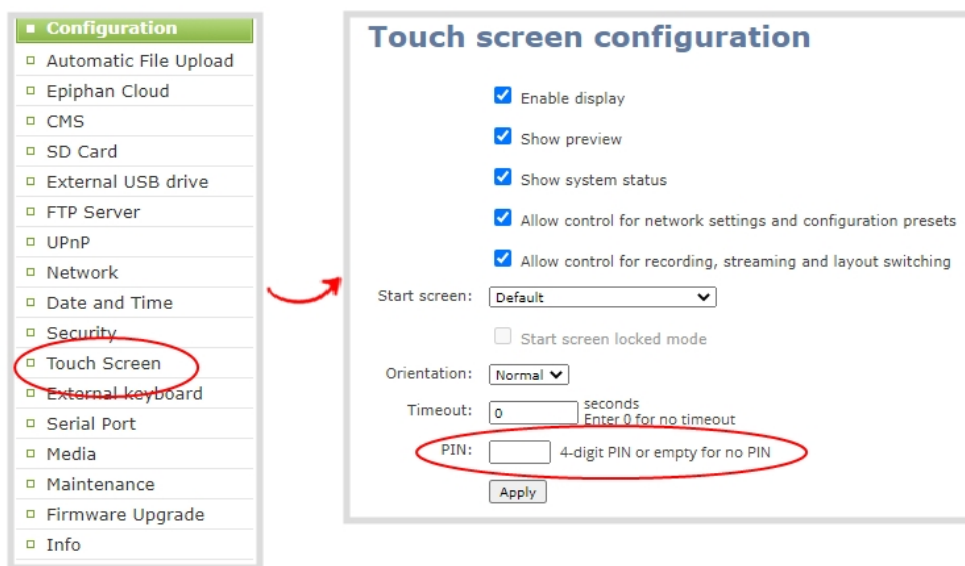 Configuration
Automatic File Upload
Epiphan Cloud
CMS
SD Card
External USB drive
FTP Server
UPnP
Network
Date and Time
Security
Touch Screen
External keyboard
Serial Port
Media
Maintenance
Firmware Upgrade
Info
Touch screen configuration
Enable display
Show preview
Show system status
Allow control for network settings and configuration presets
Allow control for recording, streaming and layout switching
Start screen: Default
Start screen locked mode
Orientation: Normal
Timeout: 0 seconds
Enter 0 for no timeout
PIN: 4-digit PIN or empty for no PIN
Apply